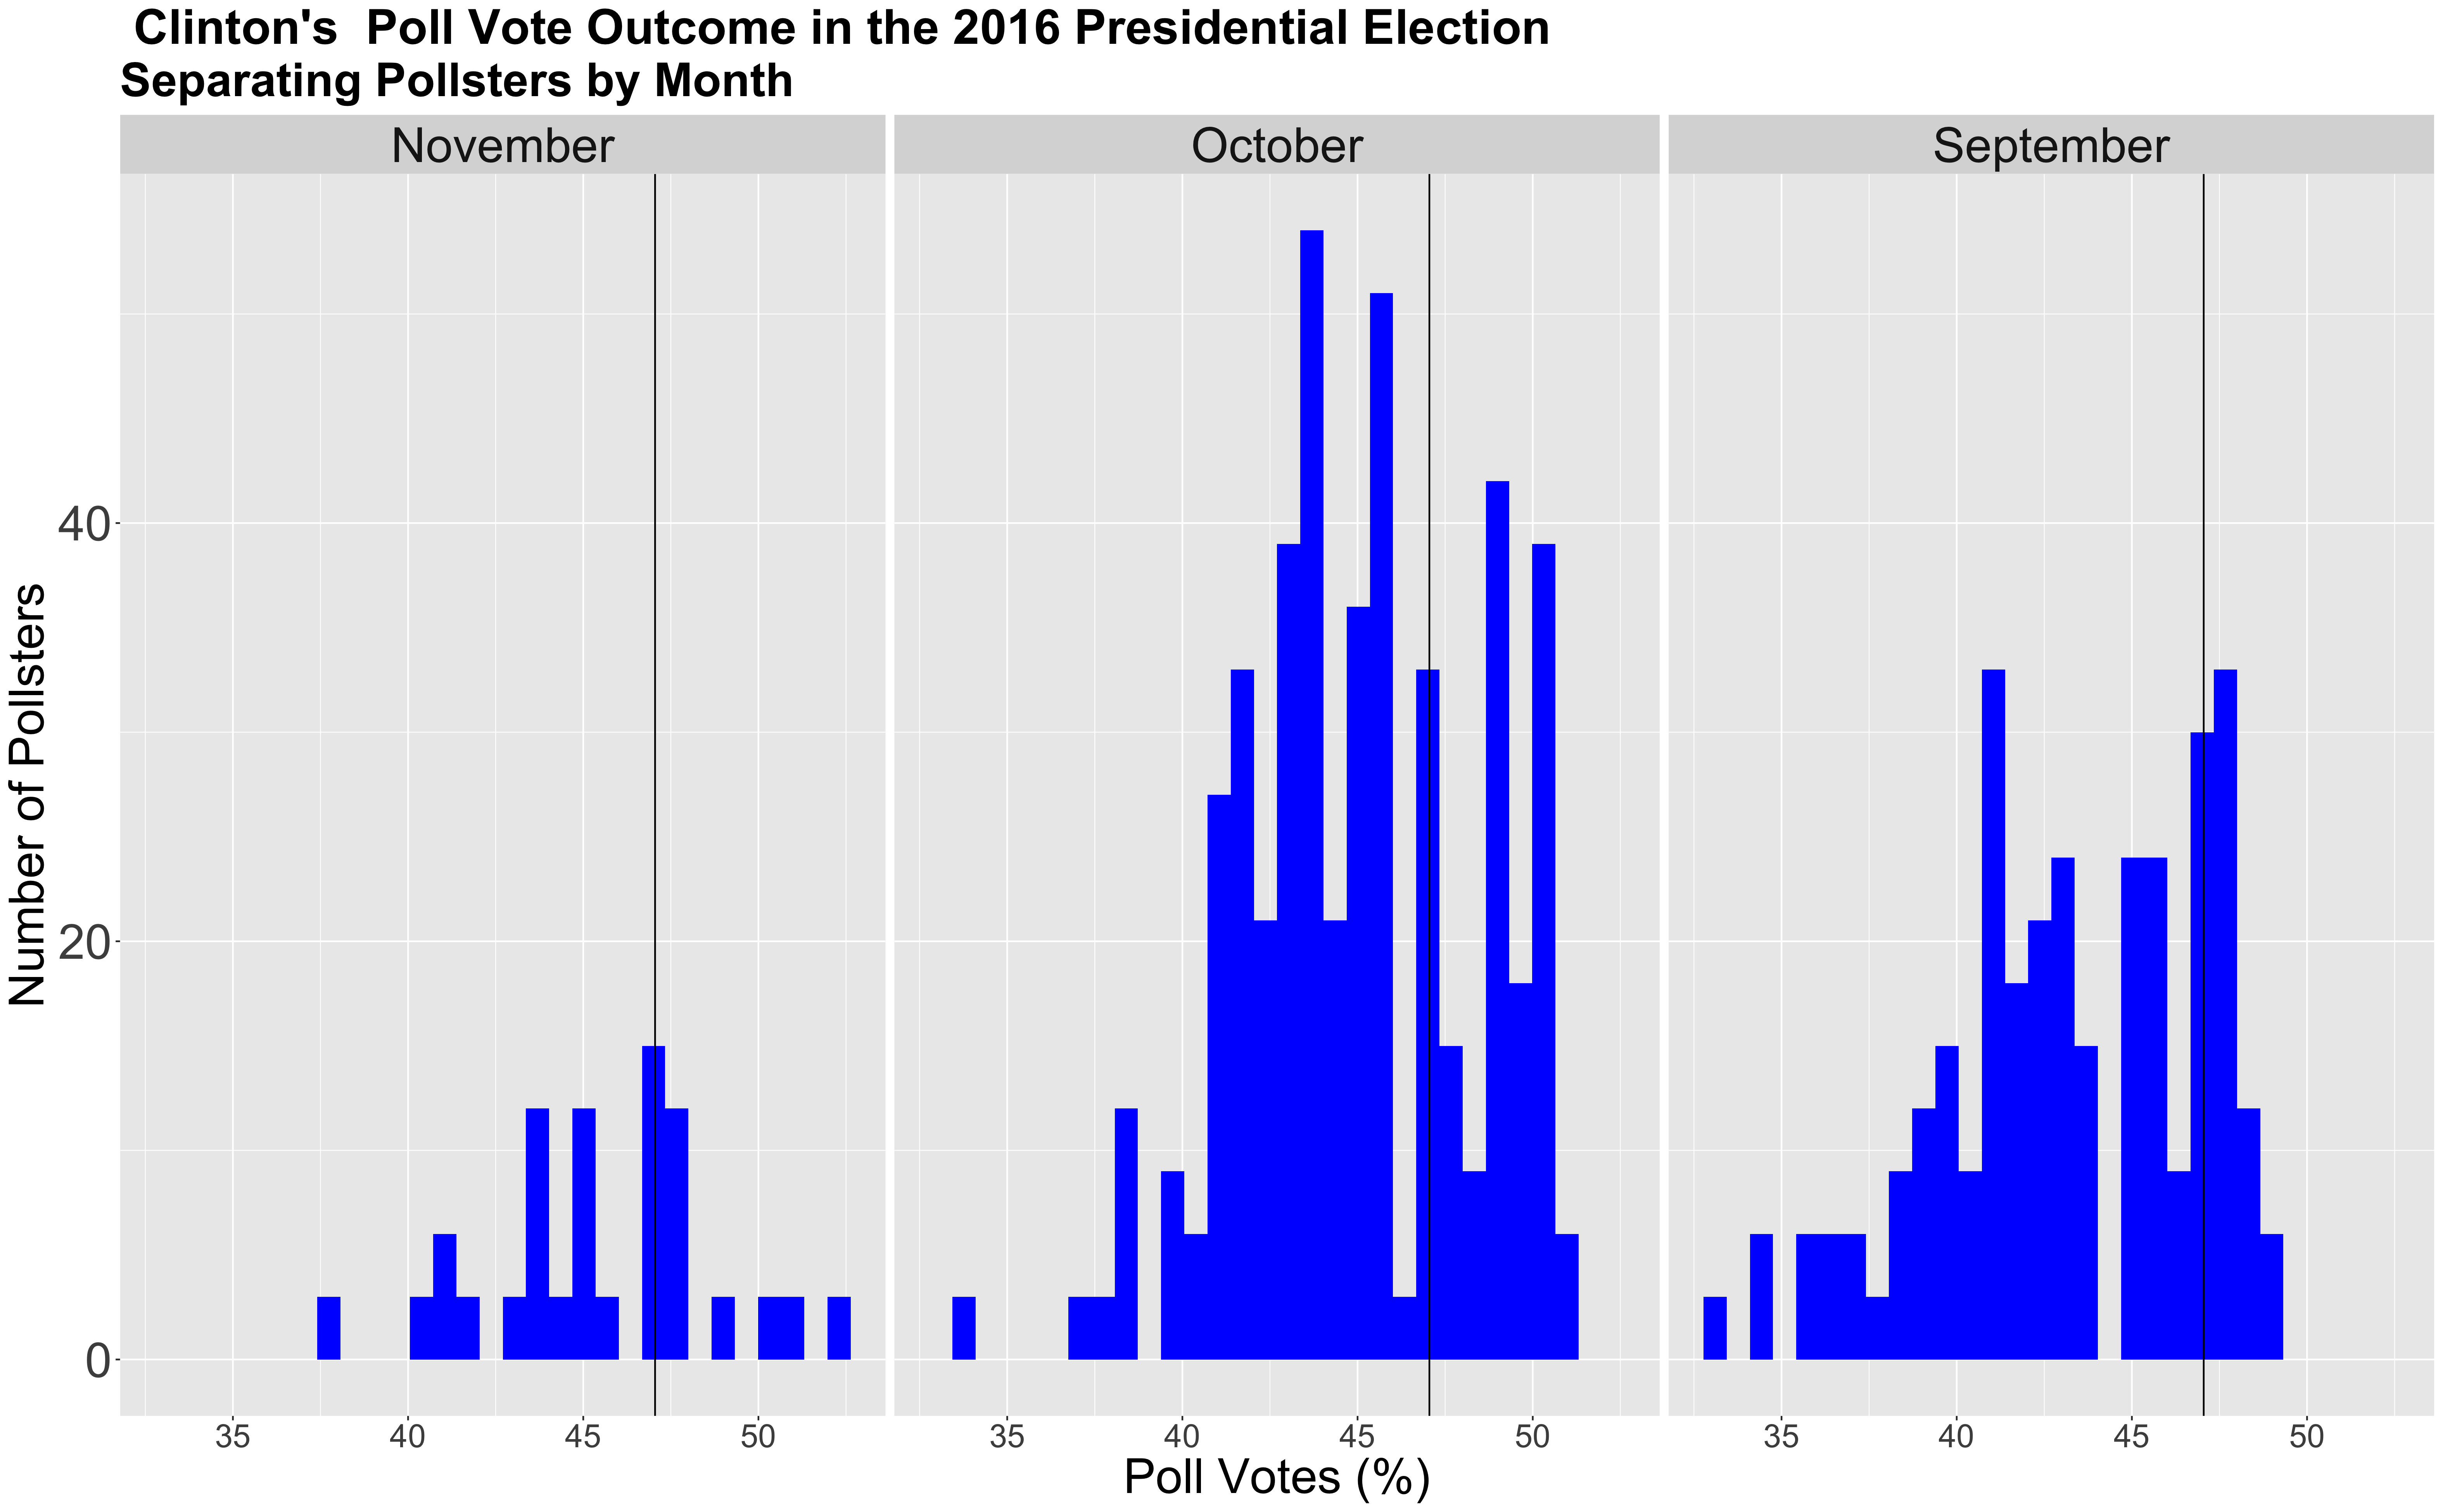 Clinton's  Poll Vote Outcome in the 2016 Presidential Election
Separating Pollsters by Month
November
October
September
Number of Pollsters
40
20
0
35 40 45 50
35 40 45 50
35 40 45 50
Poll Votes (%)